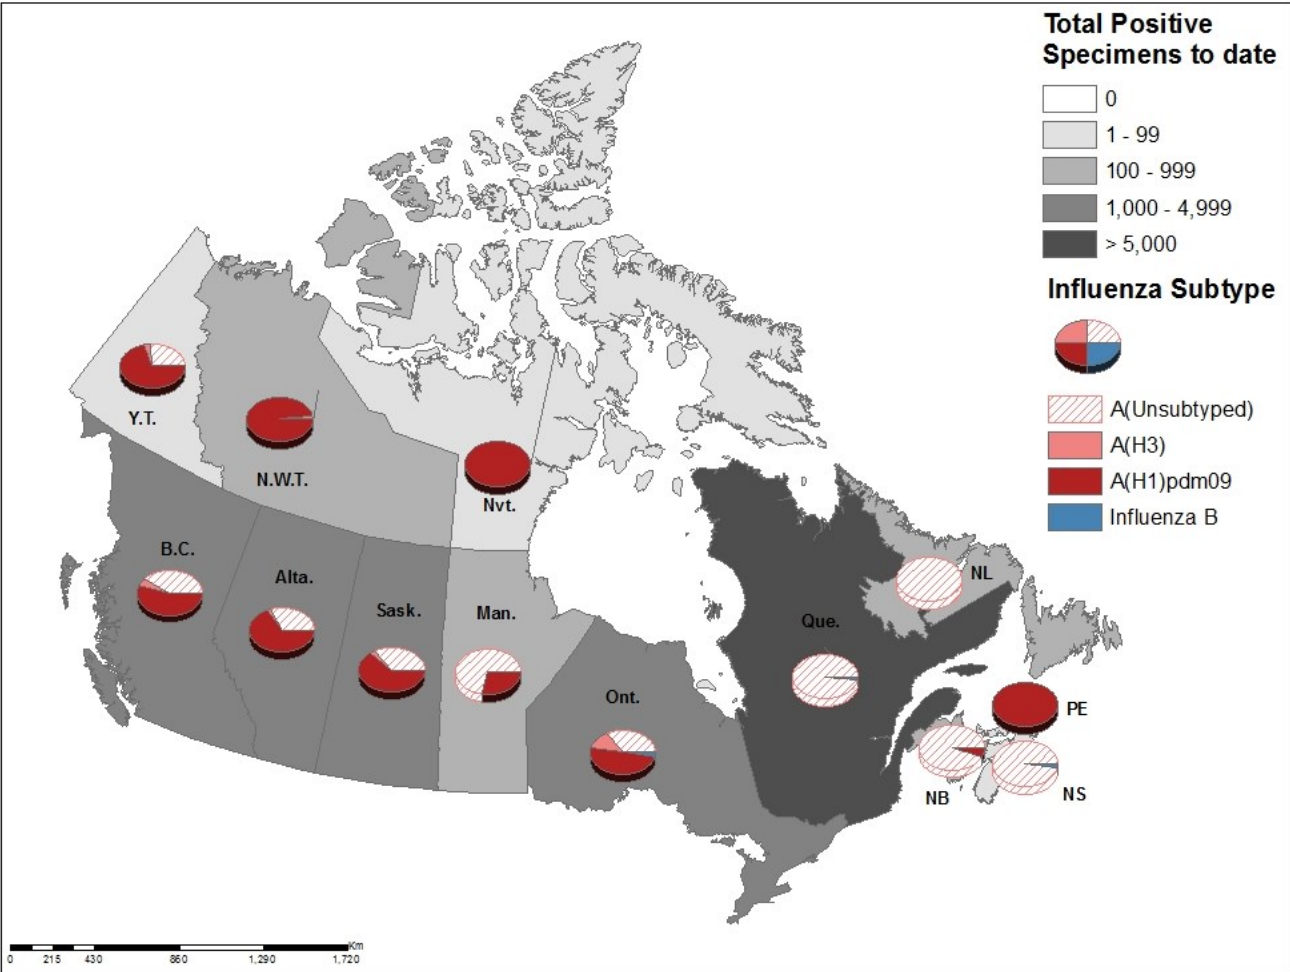 Total Positive
Specimens to date
0
1 - 99
100 - 999
1,000 - 4,999
> 5,000
Influenza Subtype
A(Unsubtyped)
A(H3)
A(H1)pdm09
Influenza B
Y.T.
N.W.T.
Nvt.
B.C.
Alta.
Sask.
Man.
Ont.
Que.
NL
PE
NB
NS
Km
0 215 430 860 1,290 1,720